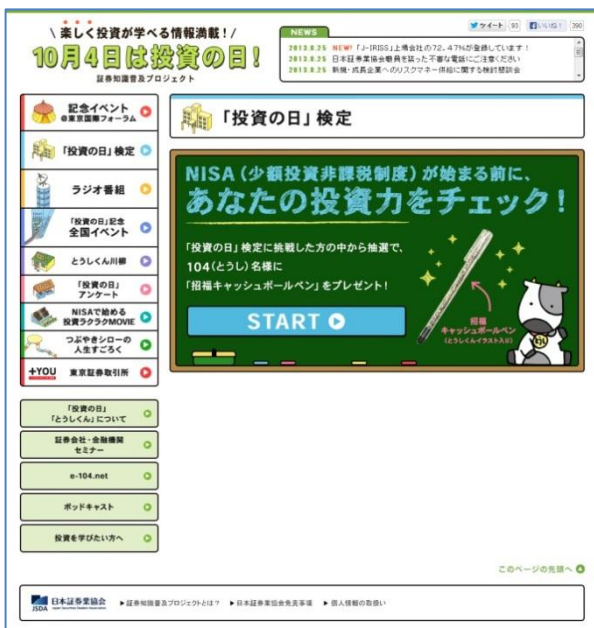 楽しく投資が学べる情報満載!
10月4日は投資の日!
証券知識普及プロジェクト
NEWS
2013.8.25 NEW! 「J-IRISS」上場会社の72.47%が登録しています!
2013.8.25 日本証券業協会職員を装った不審な電話にご注意ください
2013.8.25 新規・成長企業へのリスクマネー供給に関する検討懇談会
ツイート 93
いいね! 390
記念イベント
@東京国際フォーラム
「投資の日」検定
ラジオ番組
「投資の日」記念
全国イベント
とうしくん川柳
「投資の日」
アンケート
NISAで始める
投資ラクラクMOVIE
つぶやきシローの
人生すごろく
+YOU 東京証券取引所
「投資の日」
「とうしくん」について
証券会社・金融機関
セミナー
e-104.net
ポッドキャスト
投資を学びたい方へ
「投資の日」検定
NISA(少額投資非課税制度)が始まる前に、
あなたの投資力をチェック!
「投資の日」検定に挑戦した方の中から抽選で、
104(とうし)名様に
「招福キャッシュボールペン」をプレゼント!
START
招福
キャッシュボールペン
(とうしくんイラスト入り)
このページの先頭へ
JSDA 日本証券業協会
証券知識普及プロジェクトとは?
日本証券業協会免責事項
個人情報の取扱い